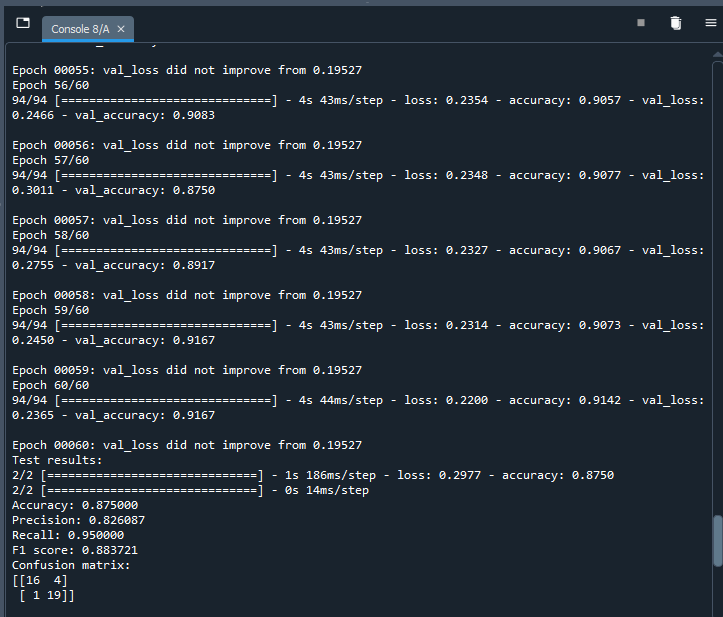 Console 8/A
Epoch 00055: val_loss did not improve from 0.19527
Epoch 56/60
94/94 [==============================] - 4s 43ms/step - loss: 0.2354 - accuracy: 0.9057 - val_loss:
0.2466 - val_accuracy: 0.9083
Epoch 00056: val_loss did not improve from 0.19527
Epoch 57/60
94/94 [==============================] - 4s 43ms/step - loss: 0.2348 - accuracy: 0.9077 - val_loss:
0.3011 - val_accuracy: 0.8750
Epoch 00057: val_loss did not improve from 0.19527
Epoch 58/60
94/94 [==============================] - 4s 43ms/step - loss: 0.2327 - accuracy: 0.9067 - val_loss:
0.2755 - val_accuracy: 0.8917
Epoch 00058: val_loss did not improve from 0.19527
Epoch 59/60
94/94 [==============================] - 4s 43ms/step - loss: 0.2314 - accuracy: 0.9073 - val_loss:
0.2450 - val_accuracy: 0.9167
Epoch 00059: val_loss did not improve from 0.19527
Epoch 60/60
94/94 [==============================] - 4s 44ms/step - loss: 0.2200 - accuracy: 0.9142 - val_loss:
0.2365 - val_accuracy: 0.9167
Epoch 00060: val_loss did not improve from 0.19527
Test results:
2/2 [==============================] - 1s 186ms/step - loss: 0.2977 - accuracy: 0.8750
2/2 [==============================] - 0s 14ms/step
Accuracy: 0.875000
Precision: 0.826087
Recall: 0.950000
F1 score: 0.883721
Confusion matrix:
[[16  4]
 [ 1 19]]